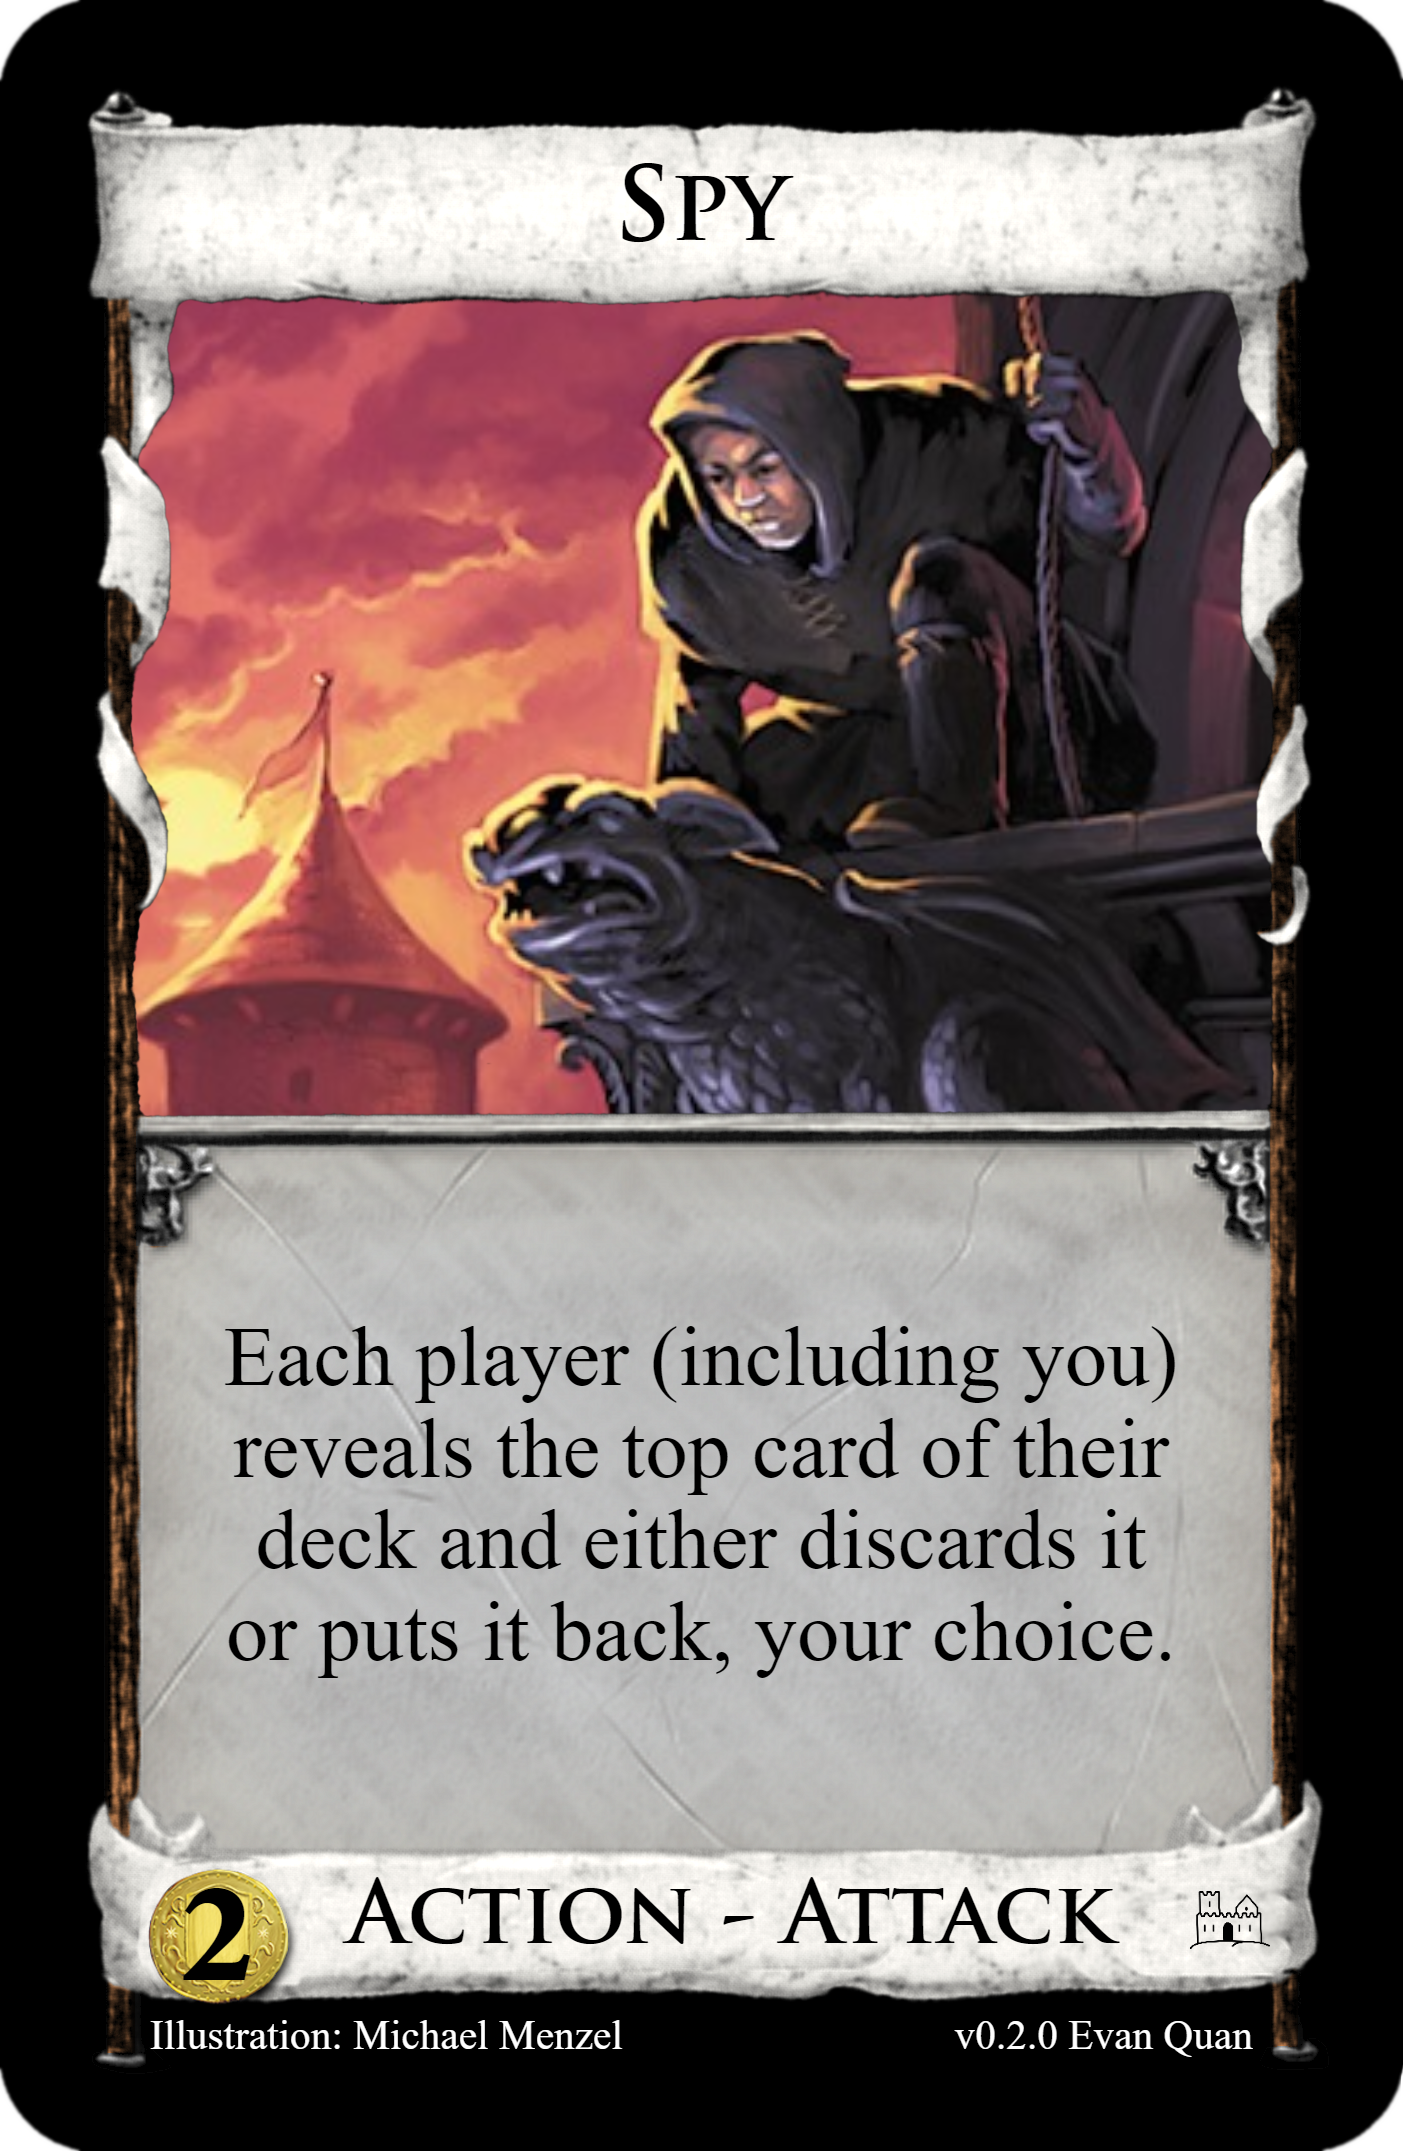 Spy
Each player (including you)
reveals the top card of their
deck and either discards it
or puts it back, your choice.
2
Action - Attack
Illustration: Michael Menzel
v0.2.0 Evan Quan